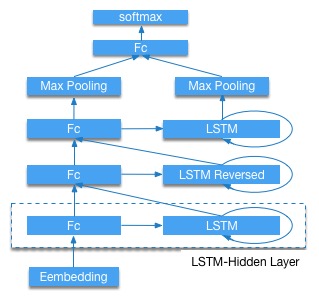 softmax
Fc
Max Pooling
Max Pooling
Fc
LSTM
Fc
LSTM Reversed
Fc
LSTM
LSTM-Hidden Layer
Eembedding